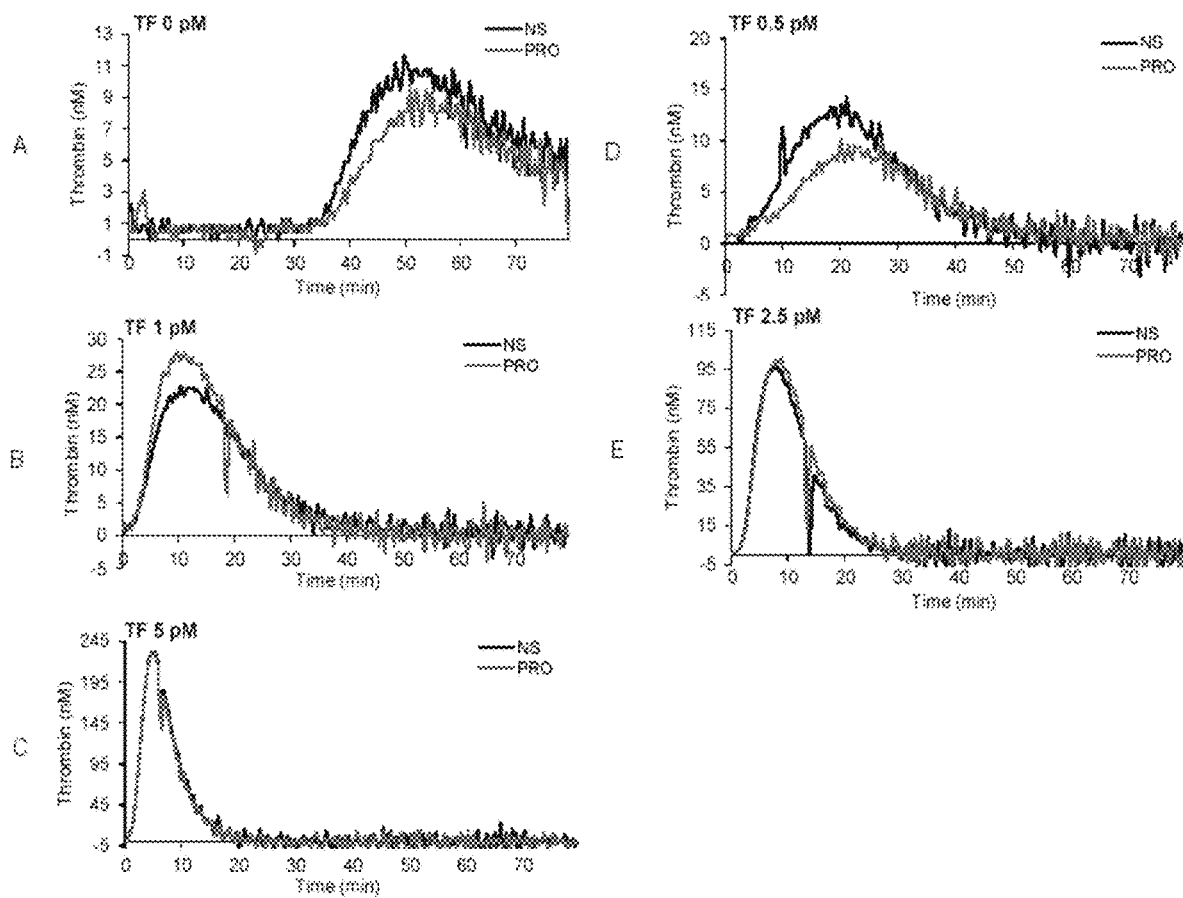 TF 0 pM
NS
PRO
A
Thrombin (nM)
13
11
9
7
5
3
1
-1
0 10 20 30 40 50 60 70
Time (min)
TF 0.5 pM
NS
PRO
D
Thrombin (nM)
20
15
10
5
0
-5
0 10 20 30 40 50 60 70
Time (min)
TF 1 pM
NS
PRO
B
Thrombin (nM)
30
25
20
15
10
5
0
-5
0 10 20 30 40 50 60 70
Time (min)
TF 2.5 pM
NS
PRO
E
Thrombin (nM)
115
95
75
55
35
15
-5
0 10 20 30 40 50 60 70
Time (min)
TF 5 pM
NS
PRO
C
Thrombin (nM)
245
195
145
95
45
-5
0 10 20 30 40 50 60 70
Time (min)